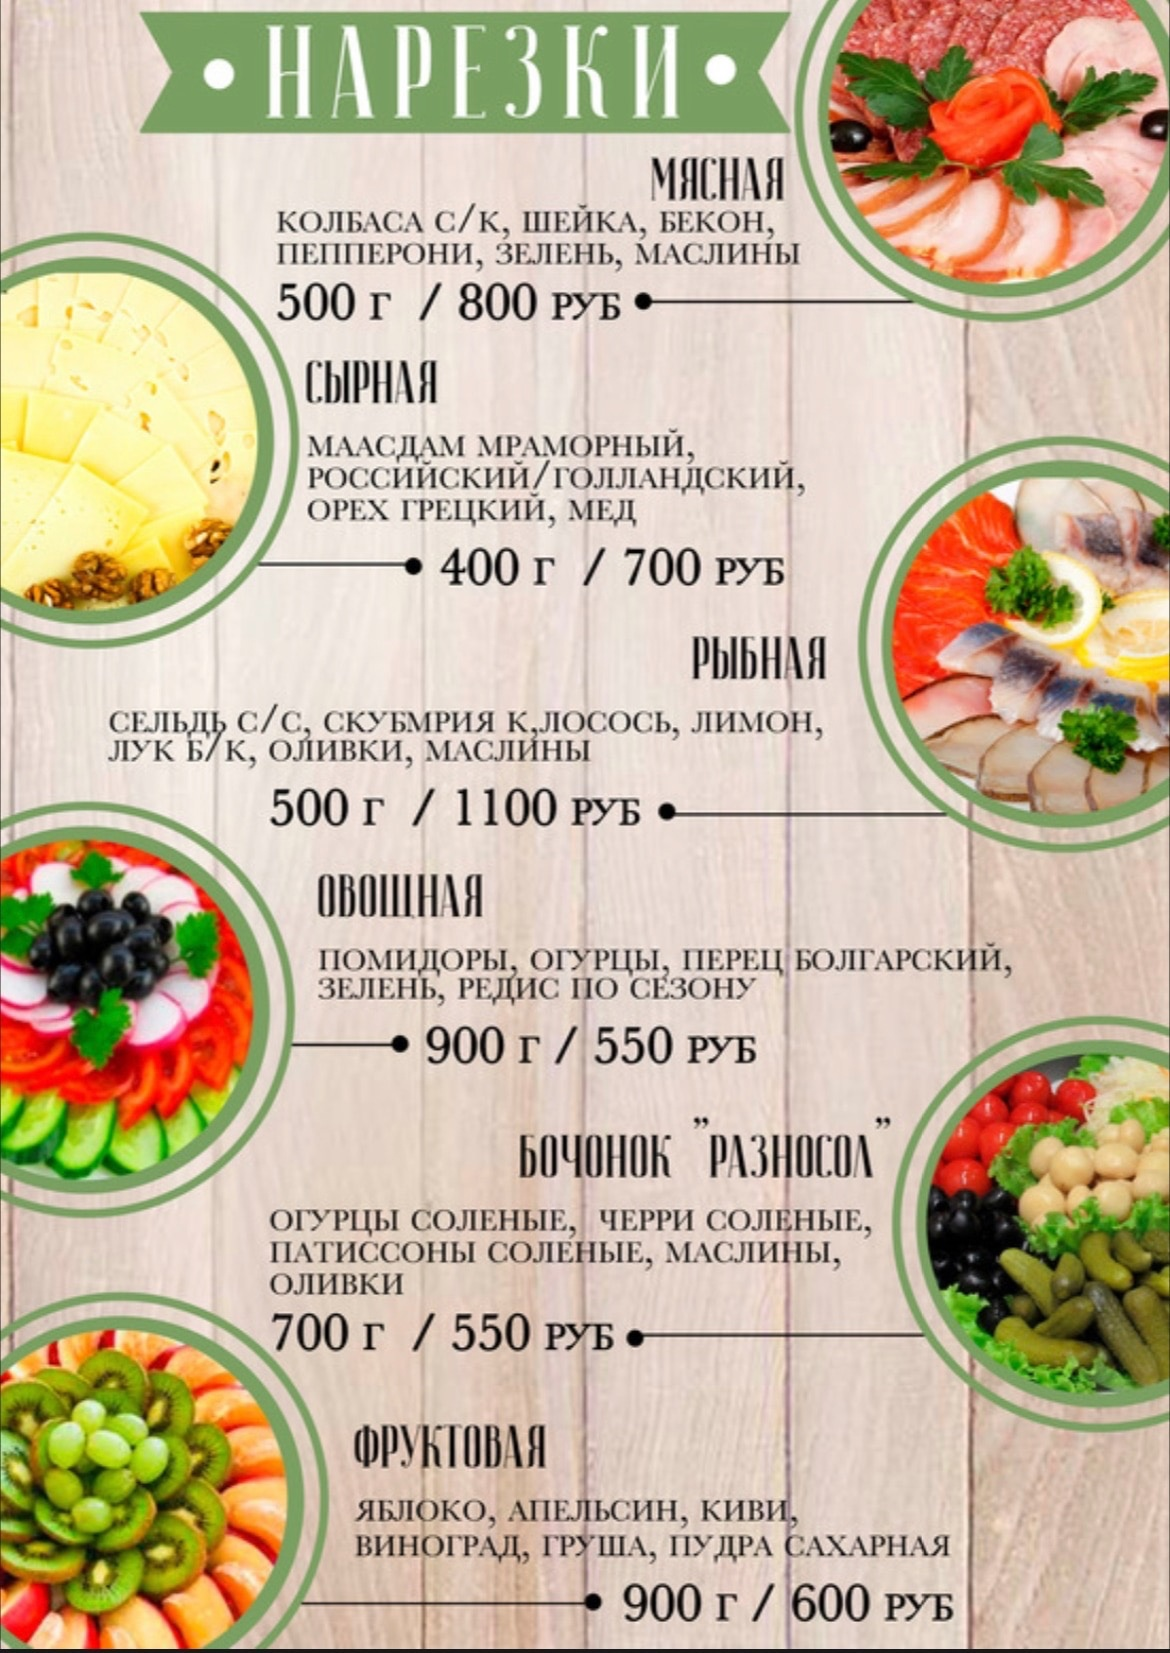 • НАРЕЗКИ •
МЯСНАЯ
КОЛБАСА С/К, ШЕЙКА, БЕКОН,
ПЕППЕРОНИ, ЗЕЛЕНЬ, МАСЛИНЫ
500 Г / 800 РУБ
СЫРНАЯ
МААСДАМ МРАМОРНЫЙ,
РОССИЙСКИЙ/ГОЛЛАНДСКИЙ,
ОРЕХ ГРЕЦКИЙ, МЕД
400 Г / 700 РУБ
РЫБНАЯ
СЕЛЬДЬ С/С, СКУБМРИЯ К,ЛОСОСЬ, ЛИМОН,
ЛУК Б/К, ОЛИВКИ, МАСЛИНЫ
500 Г / 1100 РУБ
ОВОЩНАЯ
ПОМИДОРЫ, ОГУРЦЫ, ПЕРЕЦ БОЛГАРСКИЙ,
ЗЕЛЕНЬ, РЕДИС ПО СЕЗОНУ
900 Г / 550 РУБ
БОЧОНОК "РАЗНОСОЛ"
ОГУРЦЫ СОЛЕНЫЕ, ЧЕРРИ СОЛЕНЫЕ,
ПАТИССОНЫ СОЛЕНЫЕ, МАСЛИНЫ,
ОЛИВКИ
700 Г / 550 РУБ
ФРУКТОВАЯ
ЯБЛОКО, АПЕЛЬСИН, КИВИ,
ВИНОГРАД, ГРУША, ПУДРА САХАРНАЯ
900 Г / 600 РУБ